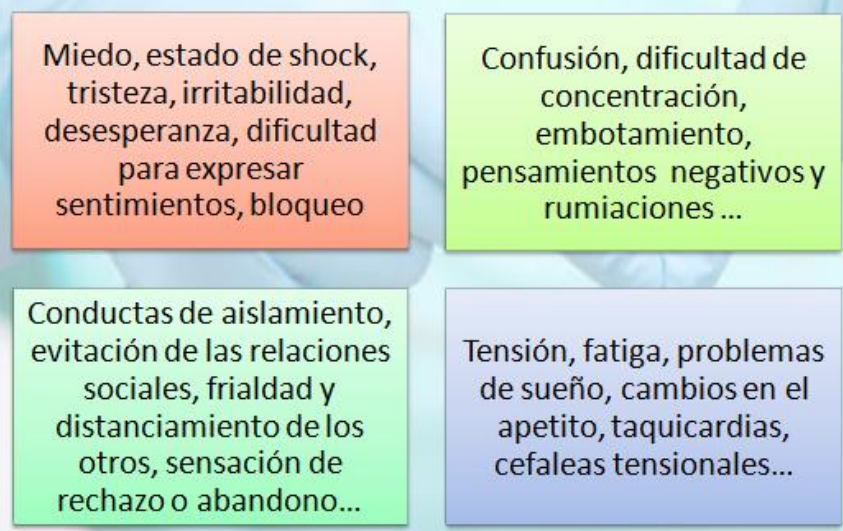 Miedo, estado de shock,
tristeza, irritabilidad,
desesperanza, dificultad
para expresar
sentimientos, bloqueo
Confusión, dificultad de
concentración,
embotamiento,
pensamientos negativos y
rumiaciones ...
Conductas de aislamiento,
evitación de las relaciones
sociales, frialdad y
distanciamiento de los
otros, sensación de
rechazo o abandono...
Tensión, fatiga, problemas
de sueño, cambios en el
apetito, taquicardias,
cefaleas tensionales...